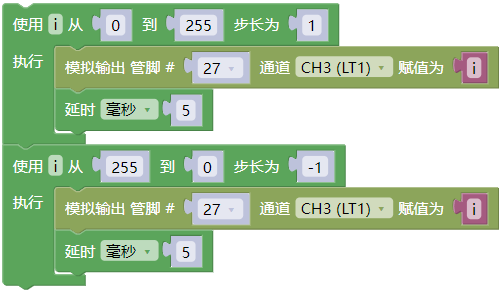 使用 i 从 0 到 255 步长为 1
执行 模拟输出 管脚 # 27 通道 CH3 (LT1) 赋值为 i
延时 毫秒 5
使用 i 从 255 到 0 步长为 -1
执行 模拟输出 管脚 # 27 通道 CH3 (LT1) 赋值为 i
延时 毫秒 5